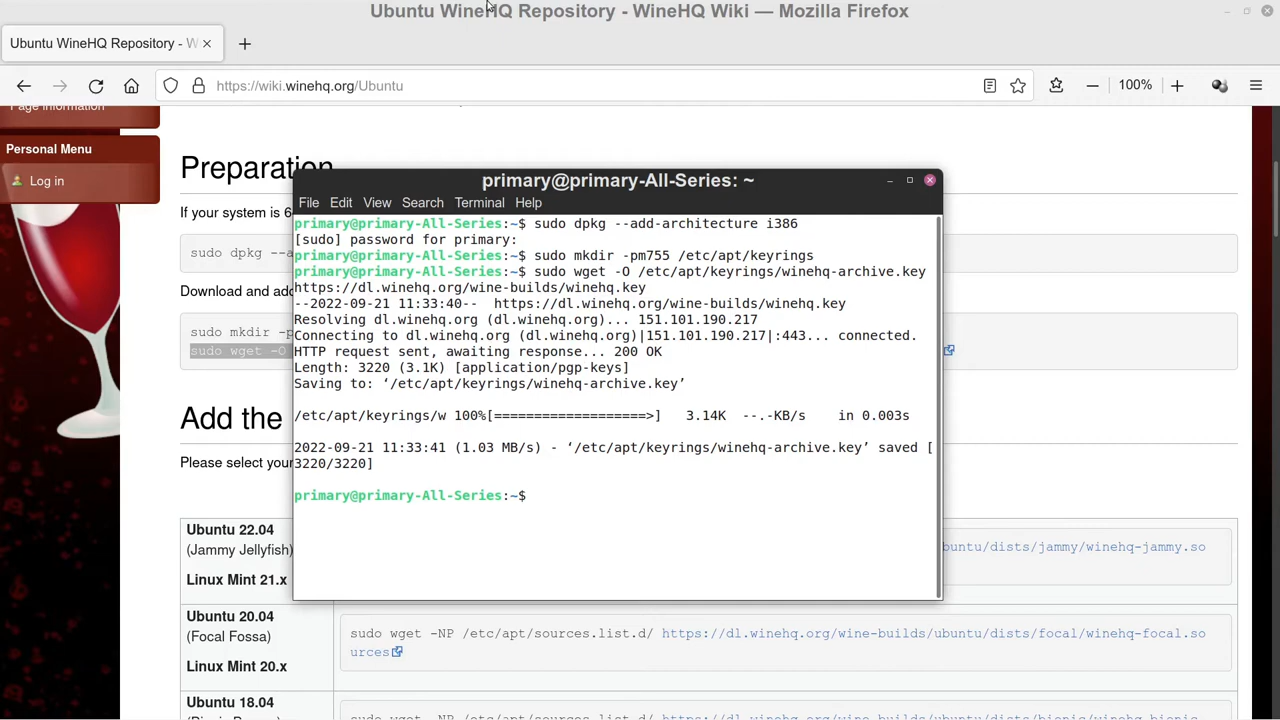 Ubuntu WineHQ Repository - WineHQ Wiki — Mozilla Firefox
Ubuntu WineHQ Repository - W
https://wiki.winehq.org/Ubuntu
100%
Page information
Personal Menu
Log in
Preparation
If your system is 6
sudo dpkg --a
Download and add
sudo mkdir -p
sudo wget -O
Add the
Please select your
primary@primary-All-Series: ~
File Edit View Search Terminal Help
primary@primary-All-Series:~$ sudo dpkg --add-architecture i386
[sudo] password for primary:
primary@primary-All-Series:~$ sudo mkdir -pm755 /etc/apt/keyrings
primary@primary-All-Series:~$ sudo wget -O /etc/apt/keyrings/winehq-archive.key
https://dl.winehq.org/wine-builds/winehq.key
--2022-09-21 11:33:40--  https://dl.winehq.org/wine-builds/winehq.key
Resolving dl.winehq.org (dl.winehq.org)... 151.101.190.217
Connecting to dl.winehq.org (dl.winehq.org)|151.101.190.217|:443... connected.
HTTP request sent, awaiting response... 200 OK
Length: 3220 (3.1K) [application/pgp-keys]
Saving to: ‘/etc/apt/keyrings/winehq-archive.key’
/etc/apt/keyrings/w 100%[===================>]   3.14K  --.-KB/s    in 0.003s
2022-09-21 11:33:41 (1.03 MB/s) - ‘/etc/apt/keyrings/winehq-archive.key’ saved [
3220/3220]
primary@primary-All-Series:~$
Ubuntu 22.04
(Jammy Jellyfish)
Linux Mint 21.x
buntu/dists/jammy/winehq-jammy.so
Ubuntu 20.04
(Focal Fossa)
Linux Mint 20.x
sudo wget -NP /etc/apt/sources.list.d/ https://dl.winehq.org/wine-builds/ubuntu/dists/focal/winehq-focal.so
urces
Ubuntu 18.04